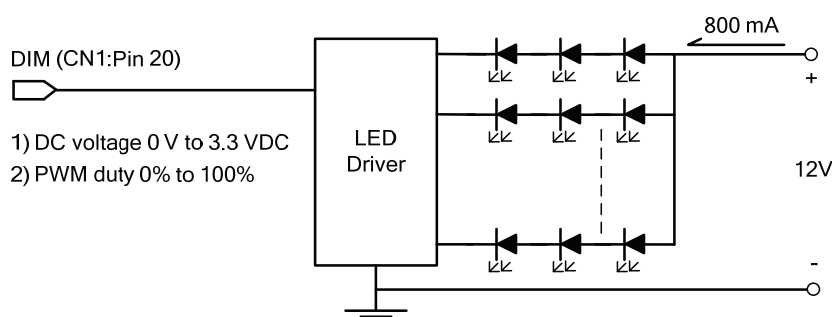 800 mA
DIM (CN1:Pin 20)
+
1) DC voltage 0 V to 3.3 VDC
2) PWM duty 0% to 100%
LED
Driver
12V
-